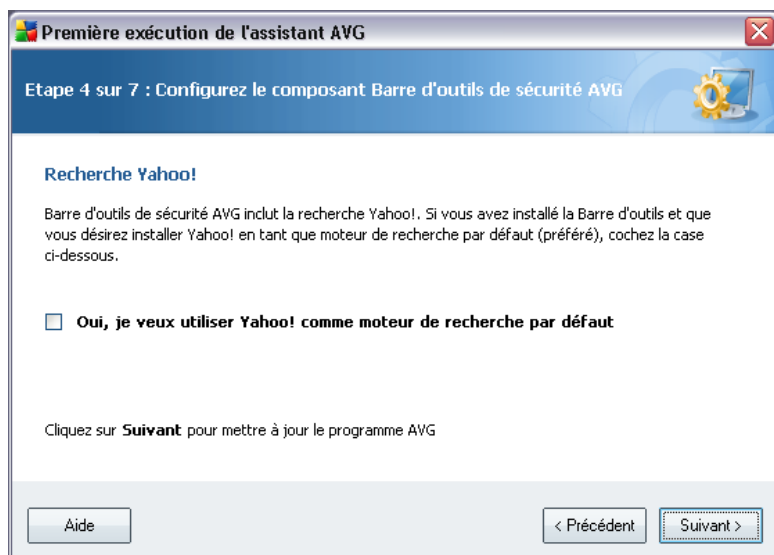 Première exécution de l'assistant AVG
Etape 4 sur 7 : Configurez le composant Barre d'outils de sécurité AVG
Recherche Yahoo!
Barre d'outils de sécurité AVG inclut la recherche Yahoo!. Si vous avez installé la Barre d'outils et que
vous désirez installer Yahoo! en tant que moteur de recherche par défaut (préféré), cochez la case
ci-dessous.
Oui, je veux utiliser Yahoo! comme moteur de recherche par défaut
Cliquez sur Suivant pour mettre à jour le programme AVG
Aide
< Précédent
Suivant >